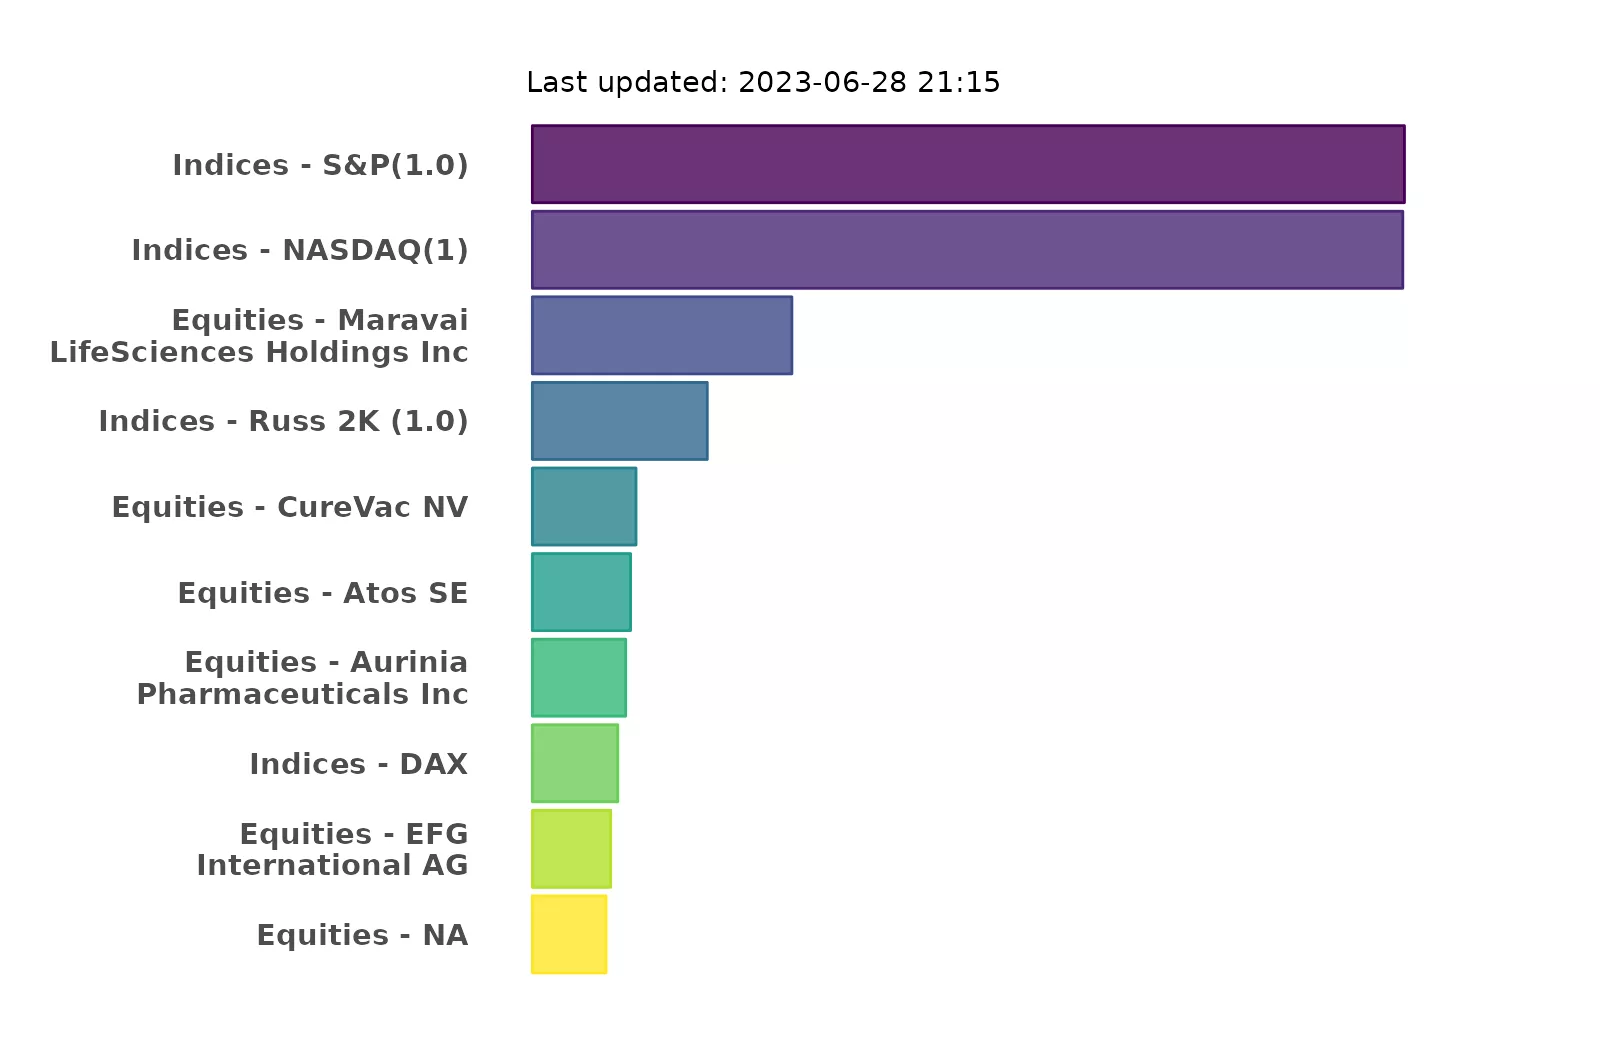 Last updated: 2023-06-28 21:15
Indices - S&P(1.0)
Indices - NASDAQ(1)
Equities - Maravai
LifeSciences Holdings Inc
Indices - Russ 2K (1.0)
Equities - CureVac NV
Equities - Atos SE
Equities - Aurinia
Pharmaceuticals Inc
Indices - DAX
Equities - EFG
International AG
Equities - NA